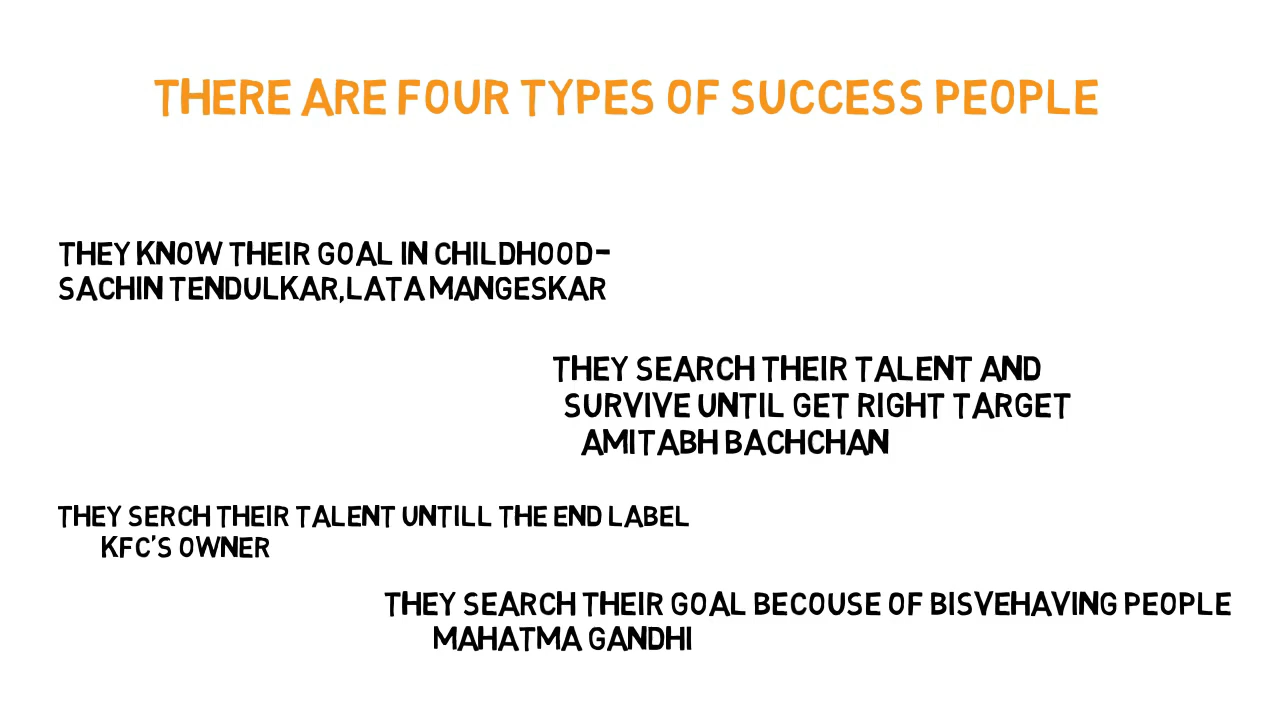 THERE ARE FOUR TYPES OF SUCCESS PEOPLE
THEY KNOW THEIR GOAL IN CHILDHOOD-
SACHIN TENDULKAR,LATA MANGESKAR
THEY SEARCH THEIR TALENT AND
SURVIVE UNTIL GET RIGHT TARGET
AMITABH BACHCHAN
THEY SERCH THEIR TALENT UNTILL THE END LABEL
KFC'S OWNER
THEY SEARCH THEIR GOAL BECOUSE OF BISVEHAVING PEOPLE
MAHATMA GANDHI